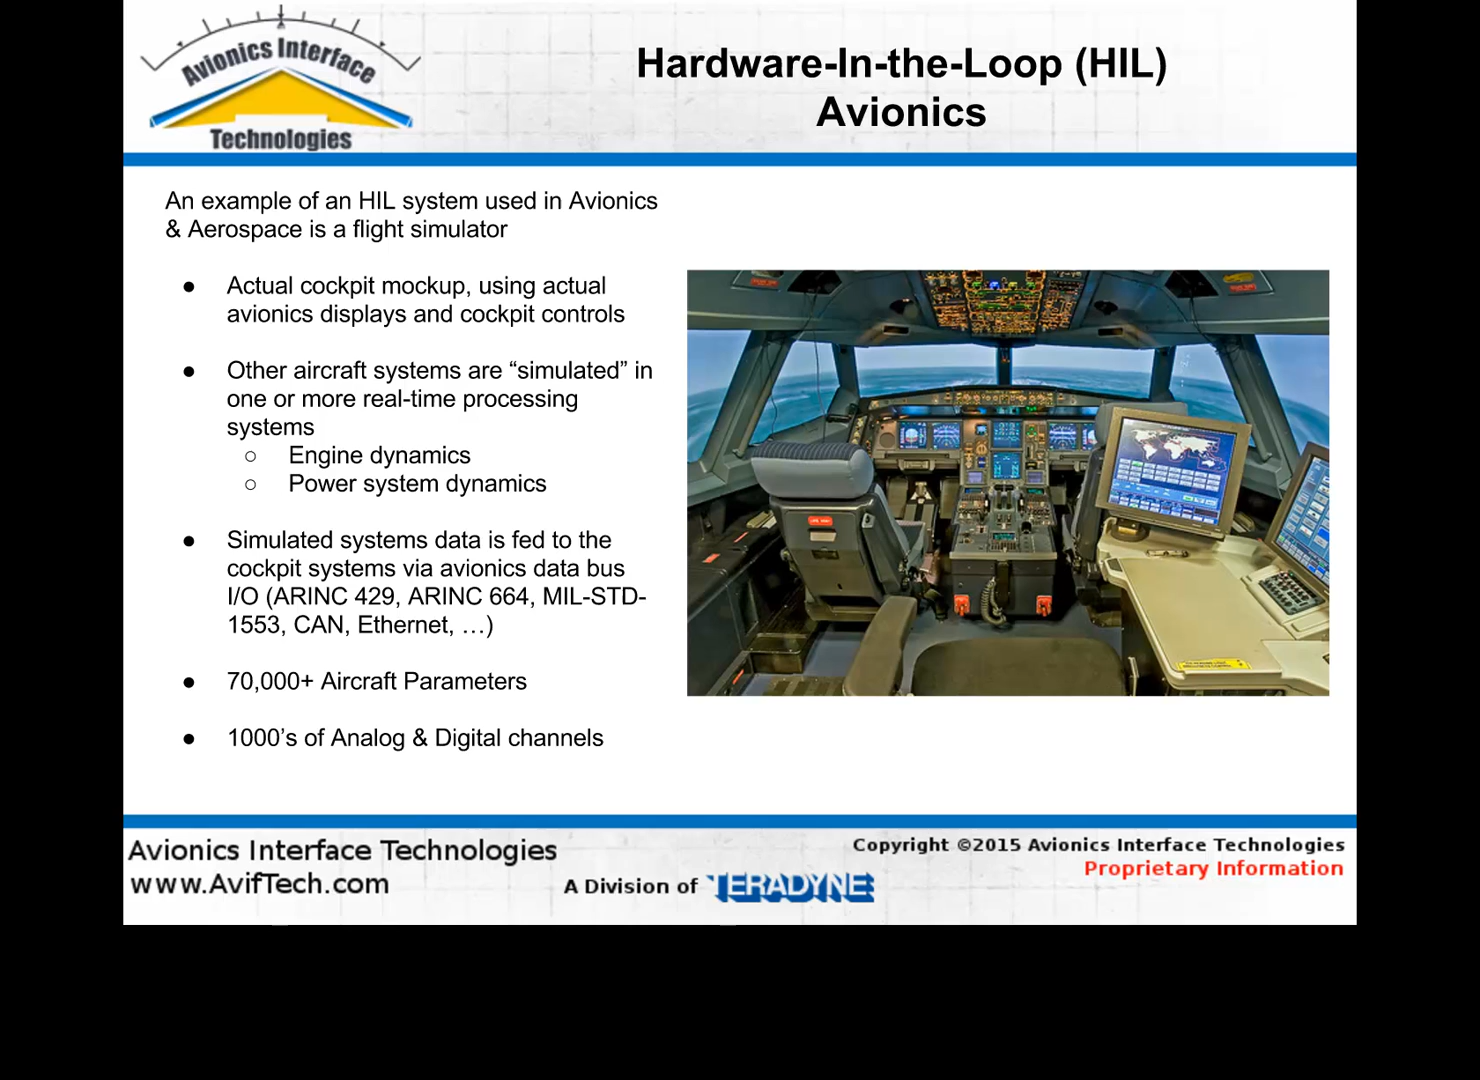 Avionics Interface
Technologies
Hardware-In-the-Loop (HIL)
Avionics
An example of an HIL system used in Avionics
& Aerospace is a flight simulator
● Actual cockpit mockup, using actual
avionics displays and cockpit controls
● Other aircraft systems are “simulated” in
one or more real-time processing
systems
○ Engine dynamics
○ Power system dynamics
● Simulated systems data is fed to the
cockpit systems via avionics data bus
I/O (ARINC 429, ARINC 664, MIL-STD-
1553, CAN, Ethernet, …)
● 70,000+ Aircraft Parameters
● 1000’s of Analog & Digital channels
Avionics Interface Technologies
www.AvifTech.com
A Division of TERADYNE
Copyright ©2015 Avionics Interface Technologies
Proprietary Information